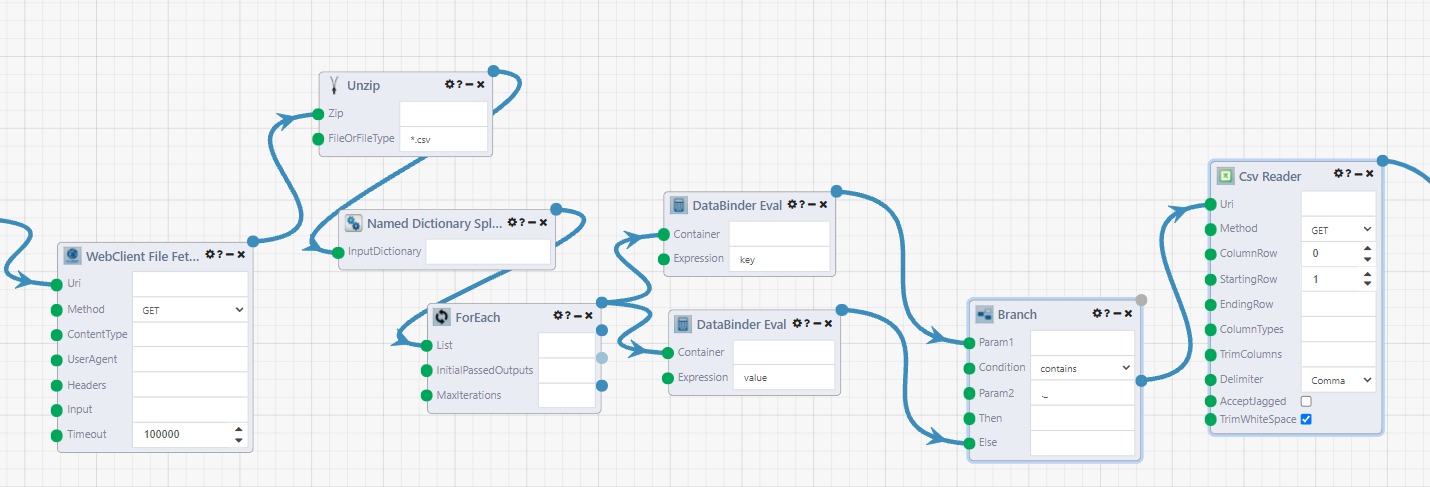 Unzip
Zip
FileOrFileType *.csv
Named Dictionary Spl...
InputDictionary
WebClient File Fet...
Uri
Method GET
ContentType
UserAgent
Headers
Input
Timeout 100000
ForEach
List
InitialPassedOutputs
MaxIterations
DataBinder Eval
Container
Expression key
DataBinder Eval
Container
Expression value
Branch
Param1
Condition contains
Param2 ._
Then
Else
Csv Reader
Uri
Method GET
ColumnRow 0
StartingRow 1
EndingRow
ColumnTypes
TrimColumns
Delimiter Comma
AcceptJagged
TrimWhiteSpace